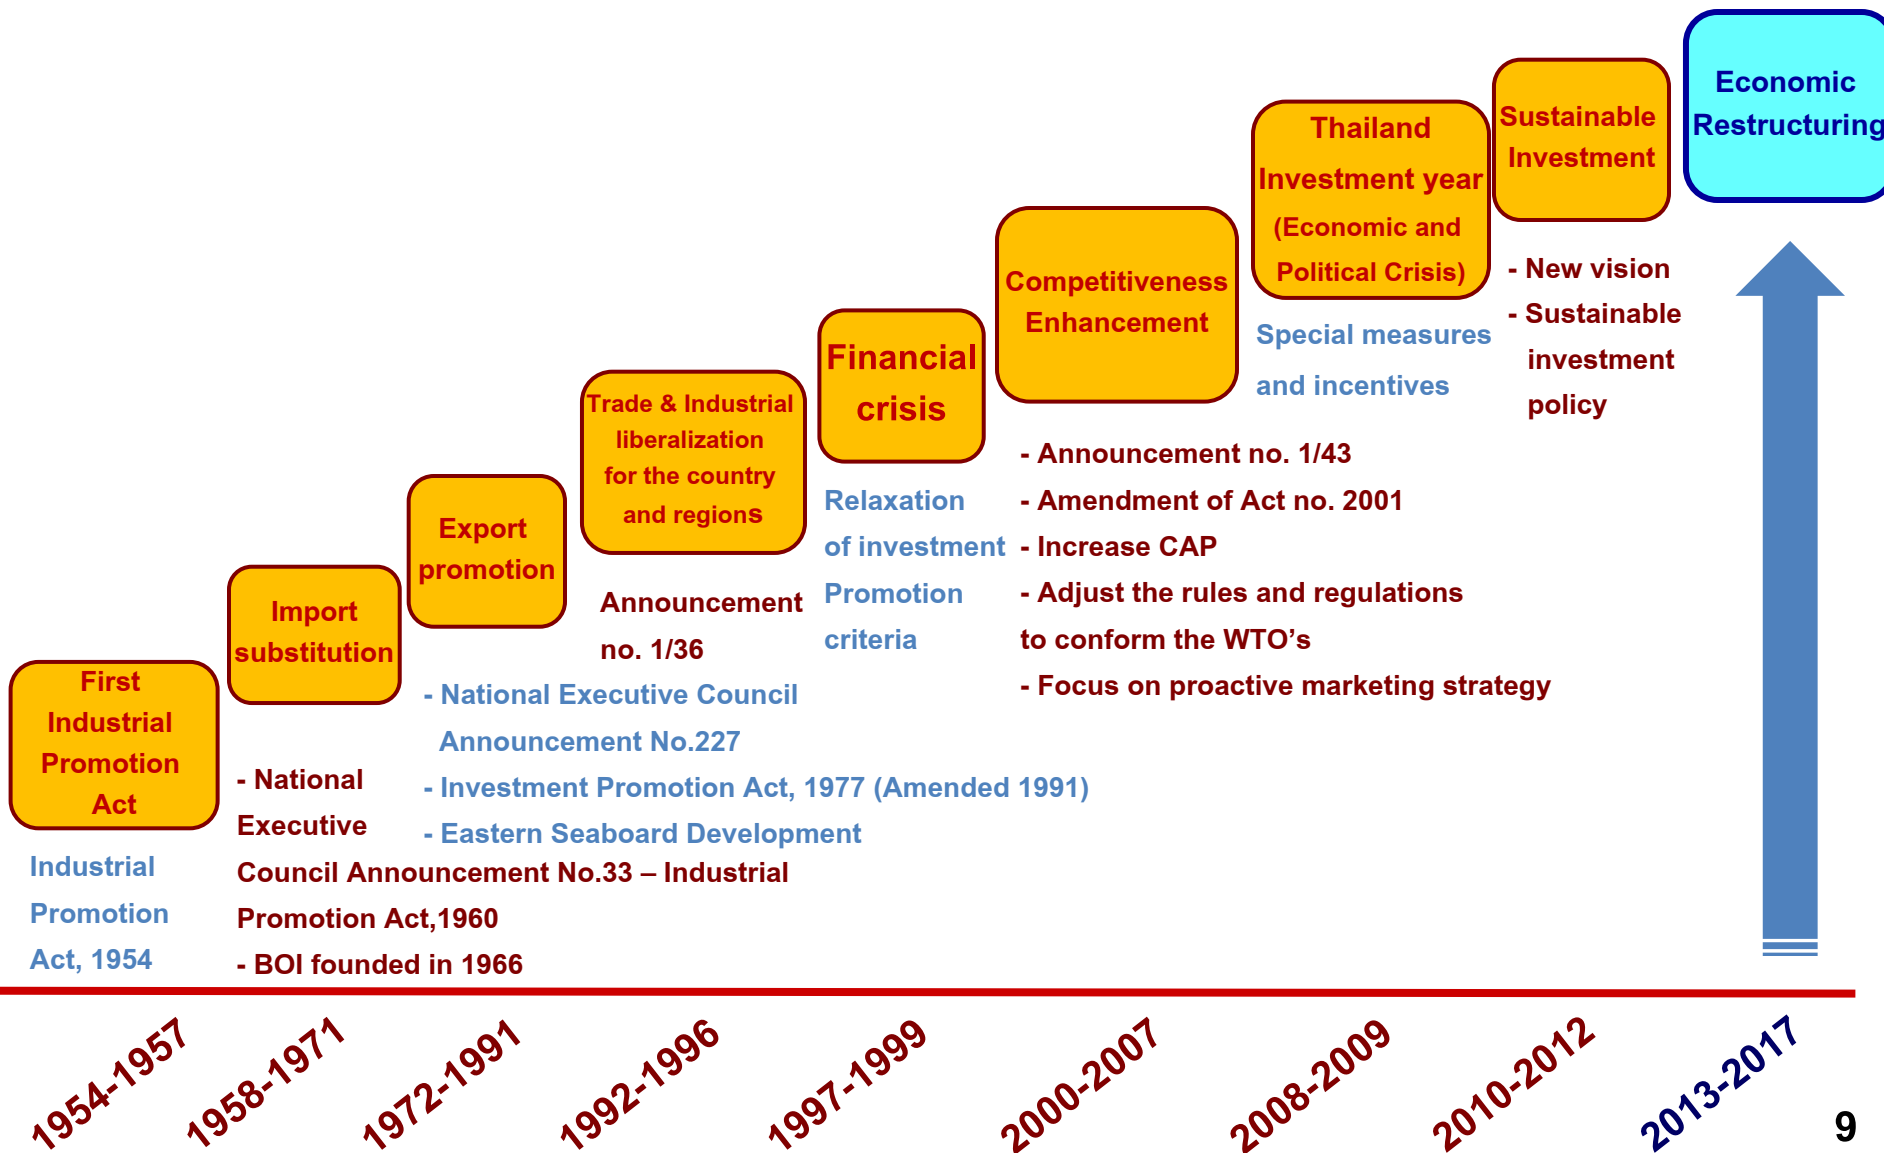 First
Industrial
Promotion
Act
Industrial
Promotion
Act, 1954
Import
substitution
- National
Executive
Council Announcement No.33 – Industrial
Promotion Act,1960
- BOI founded in 1966
Export
promotion
- National Executive Council
Announcement No.227
- Investment Promotion Act, 1977 (Amended 1991)
- Eastern Seaboard Development
Trade & Industrial
liberalization
for the country
and regions
Announcement
no. 1/36
Financial
crisis
Relaxation
of investment
Promotion
criteria
Competitiveness
Enhancement
- Announcement no. 1/43
- Amendment of Act no. 2001
- Increase CAP
- Adjust the rules and regulations
to conform the WTO’s
- Focus on proactive marketing strategy
Thailand
Investment year
(Economic and
Political Crisis)
Special measures
and incentives
Sustainable
Investment
- New vision
- Sustainable
investment
policy
Economic
Restructuring
1954-1957
1958-1971
1972-1991
1992-1996
1997-1999
2000-2007
2008-2009
2010-2012
2013-2017
9